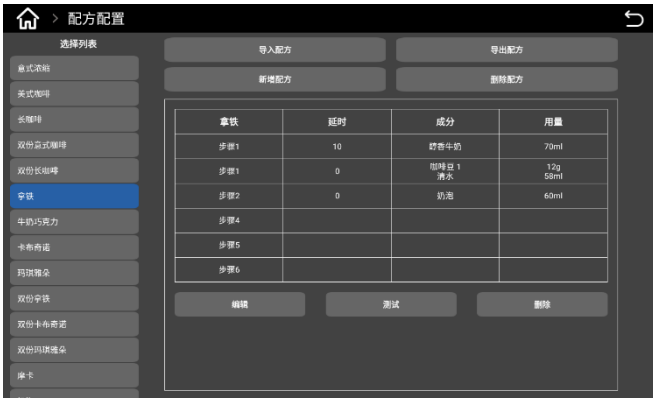 > 配方配置
选择列表
意式浓缩
美式咖啡
长咖啡
双份意式咖啡
双份长咖啡
拿铁
牛奶巧克力
卡布奇诺
玛琪雅朵
双份拿铁
双份卡布奇诺
双份玛琪雅朵
摩卡
导入配方 导出配方
新增配方 删除配方
拿铁 延时 成分 用量
步骤1 10 醇香牛奶 70ml
步骤1 0 咖啡豆1 12g
清水 58ml
步骤2 0 奶泡 60ml
步骤4
步骤5
步骤6
编辑 测试 删除